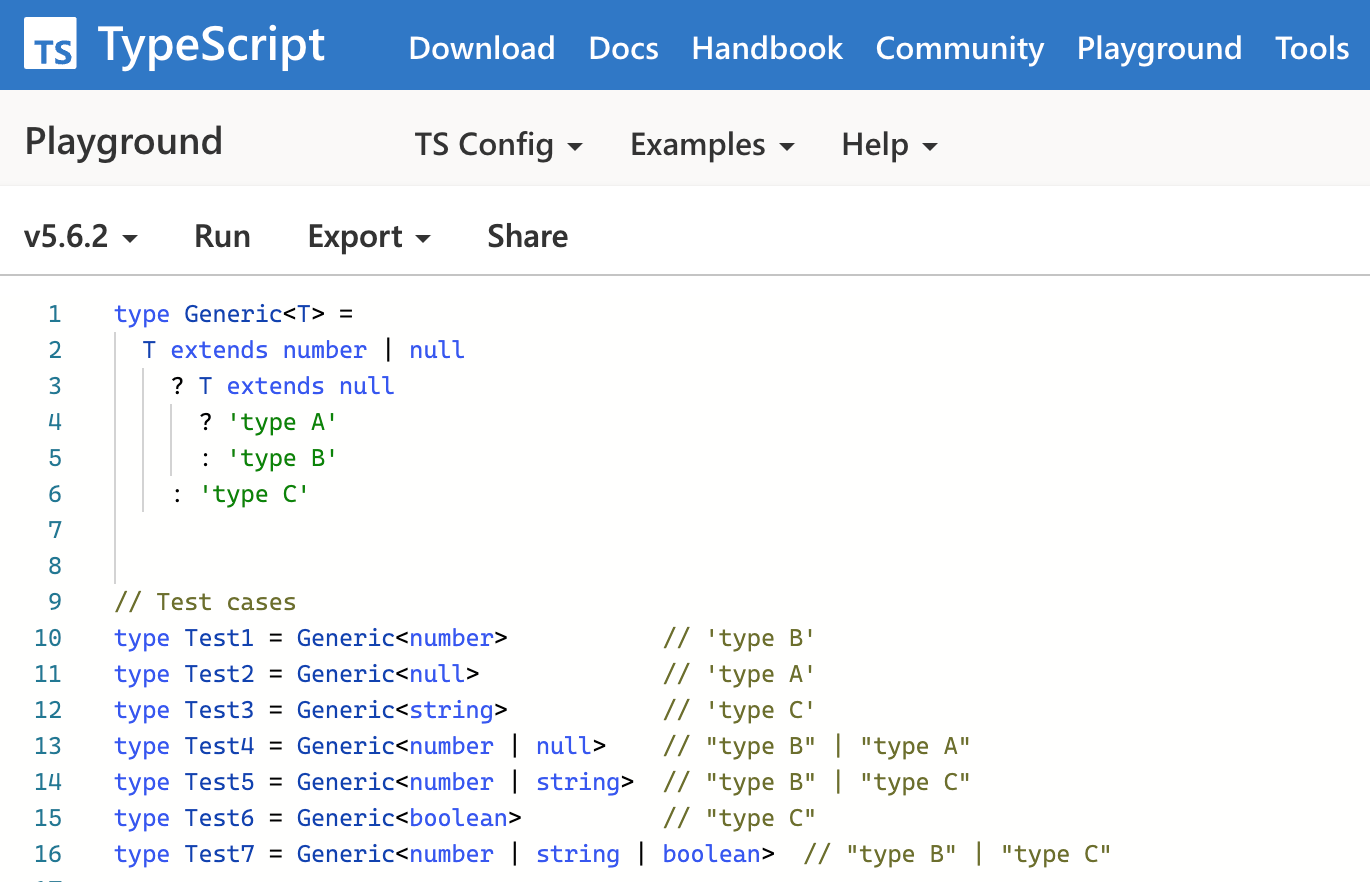 TS TypeScript Download Docs Handbook Community Playground Tools
Playground TS Config Examples Help
v5.6.2 Run Export Share
1 type Generic<T> =
2 T extends number | null
3 ? T extends null
4 ? 'type A'
5 : 'type B'
6 : 'type C'
7
8
9 // Test cases
10 type Test1 = Generic<number> // 'type B'
11 type Test2 = Generic<null> // 'type A'
12 type Test3 = Generic<string> // 'type C'
13 type Test4 = Generic<number | null> // "type B" | "type A"
14 type Test5 = Generic<number | string> // "type B" | "type C"
15 type Test6 = Generic<boolean> // "type C"
16 type Test7 = Generic<number | string | boolean> // "type B" | "type C"